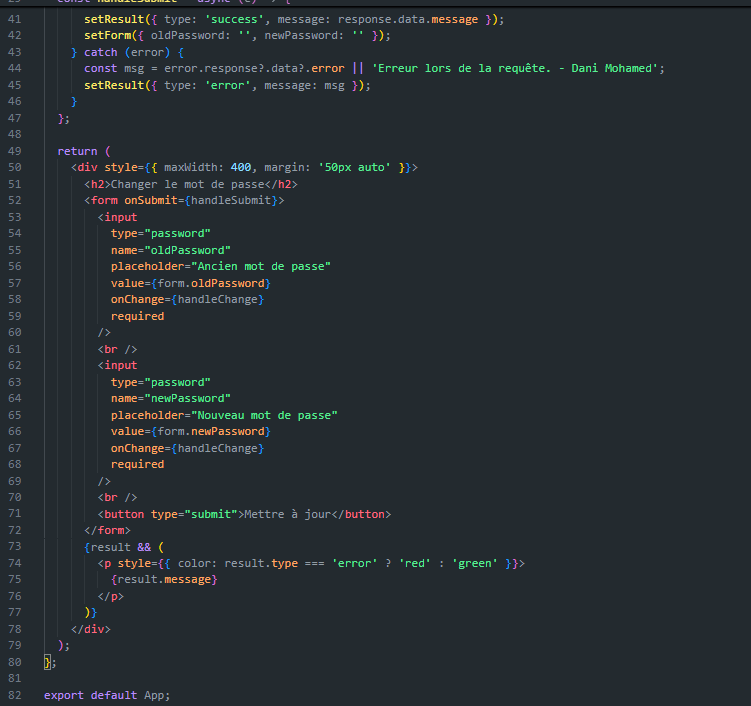 41 setResult({ type: 'success', message: response.data.message });
42 setForm({ oldPassword: '', newPassword: '' });
43 } catch (error) {
44 const msg = error.response?.data?.error || 'Erreur lors de la requête. - Dani Mohamed';
45 setResult({ type: 'error', message: msg });
46 }
47 };
48
49 return (
50 <div style={{ maxWidth: 400, margin: '50px auto' }}>
51 <h2>Changer le mot de passe</h2>
52 <form onSubmit={handleSubmit}>
53 <input
54 type="password"
55 name="oldPassword"
56 placeholder="Ancien mot de passe"
57 value={form.oldPassword}
58 onChange={handleChange}
59 required
60 />
61 <br />
62 <input
63 type="password"
64 name="newPassword"
65 placeholder="Nouveau mot de passe"
66 value={form.newPassword}
67 onChange={handleChange}
68 required
69 />
70 <br />
71 <button type="submit">Mettre à jour</button>
72 </form>
73 {result && (
74 <p style={{ color: result.type === 'error' ? 'red' : 'green' }}>
75 {result.message}
76 </p>
77 )}
78 </div>
79 );
80 };
81
82 export default App;